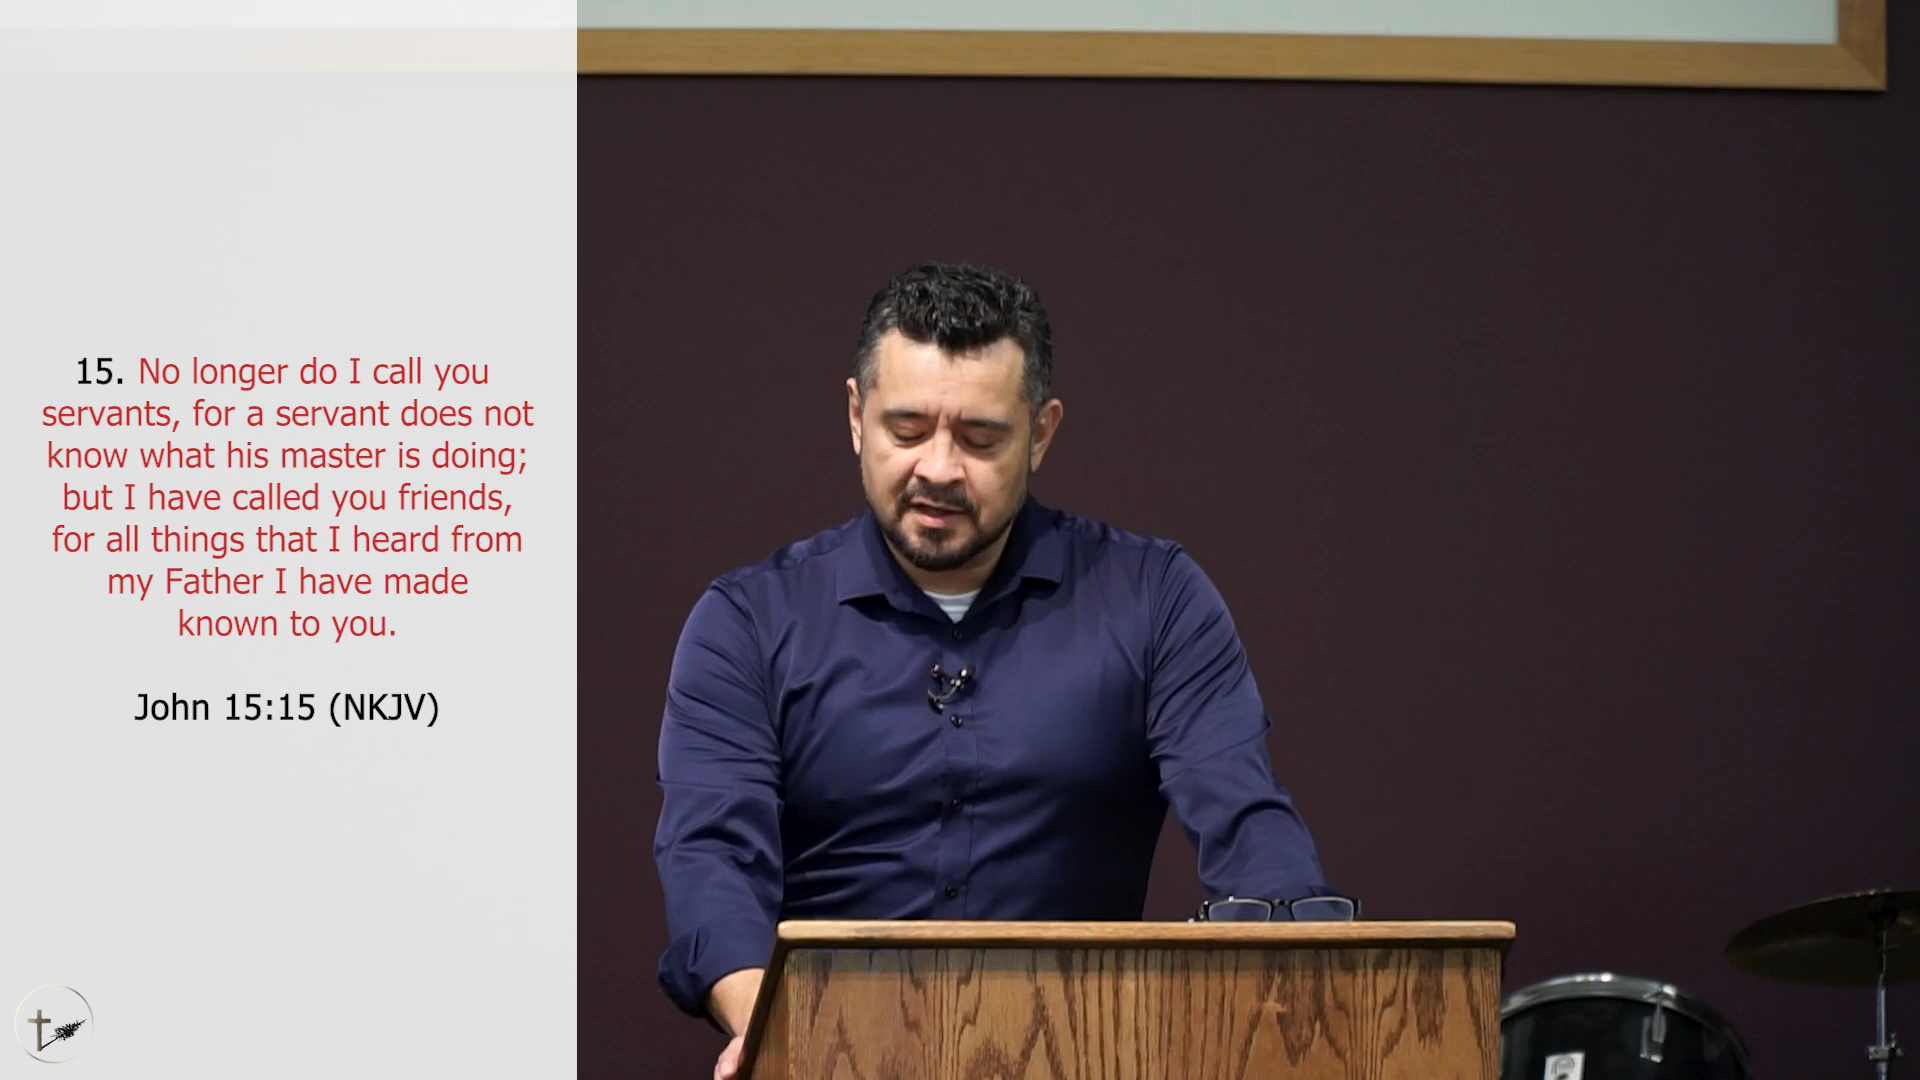 15. No longer do I call you
servants, for a servant does not
know what his master is doing;
but I have called you friends,
for all things that I heard from
my Father I have made
known to you.
John 15:15 (NKJV)